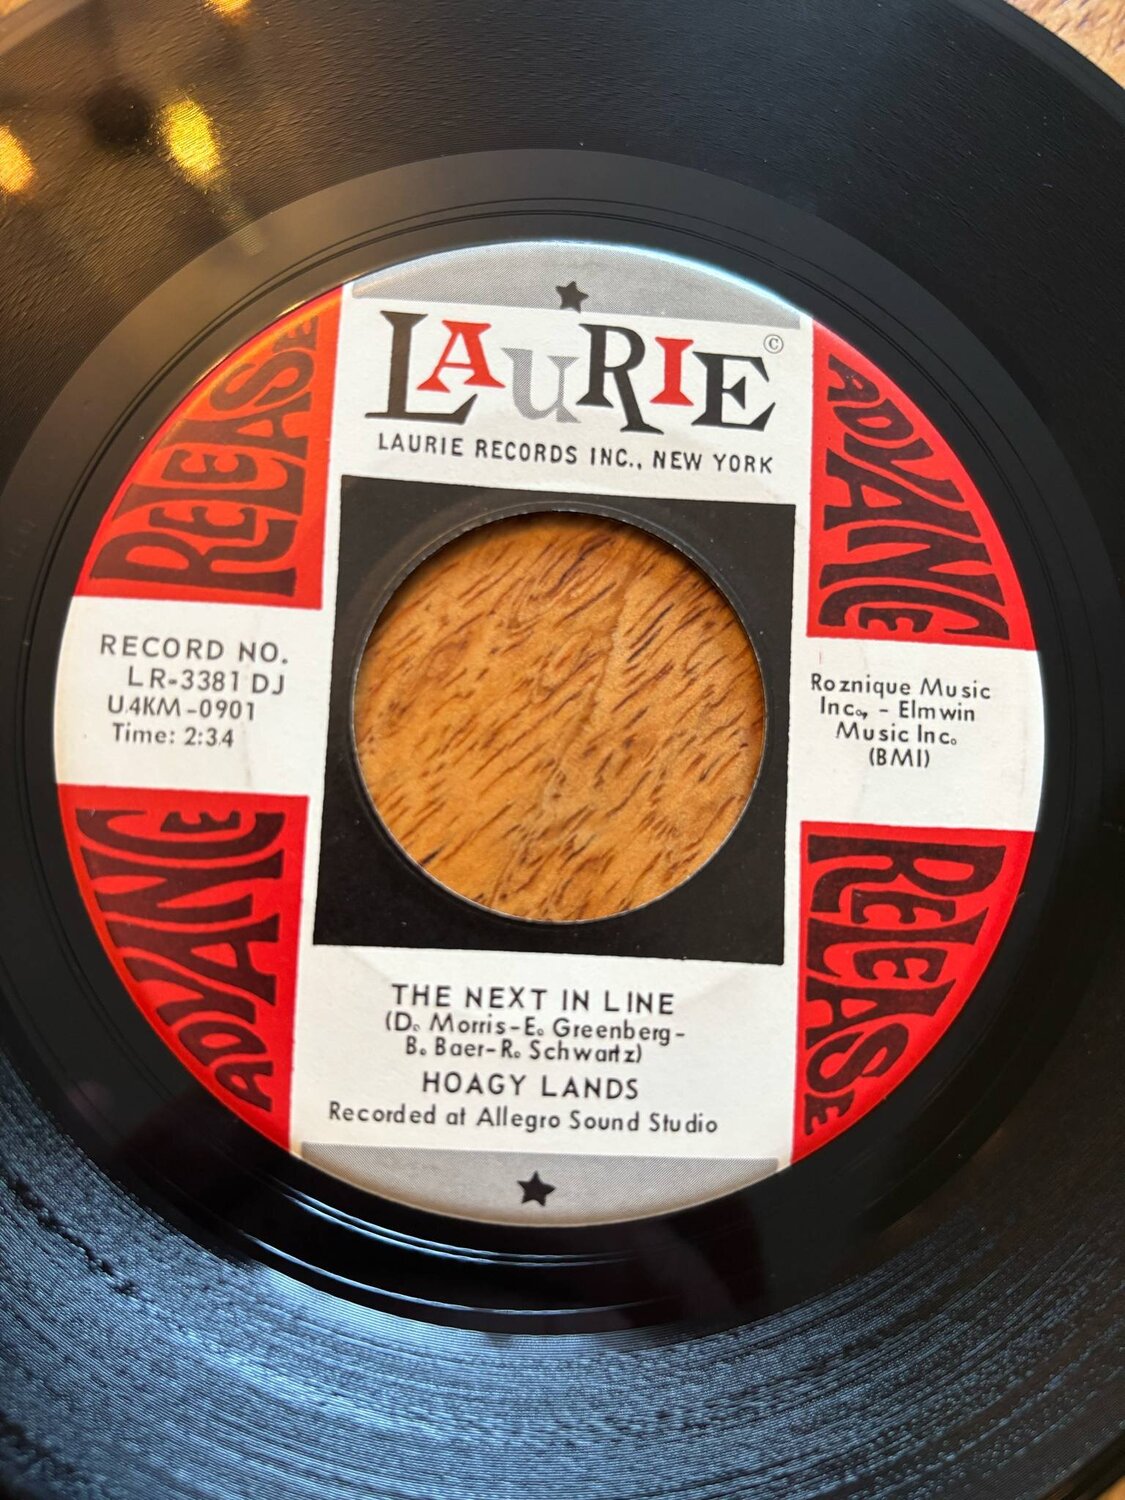 LAURIE ©
LAURIE RECORDS INC., NEW YORK
RELEASE
ADVANCE
RECORD NO.
LR-3381 DJ
U4KM-0901
Time: 2:34
Roznique Music
Inc., - Elmwin
Music Inc.
(BMI)
ADVANCE
RELEASE
THE NEXT IN LINE
(D. Morris-E. Greenberg-
B. Baer-R. Schwartz)
HOAGY LANDS
Recorded at Allegro Sound Studio